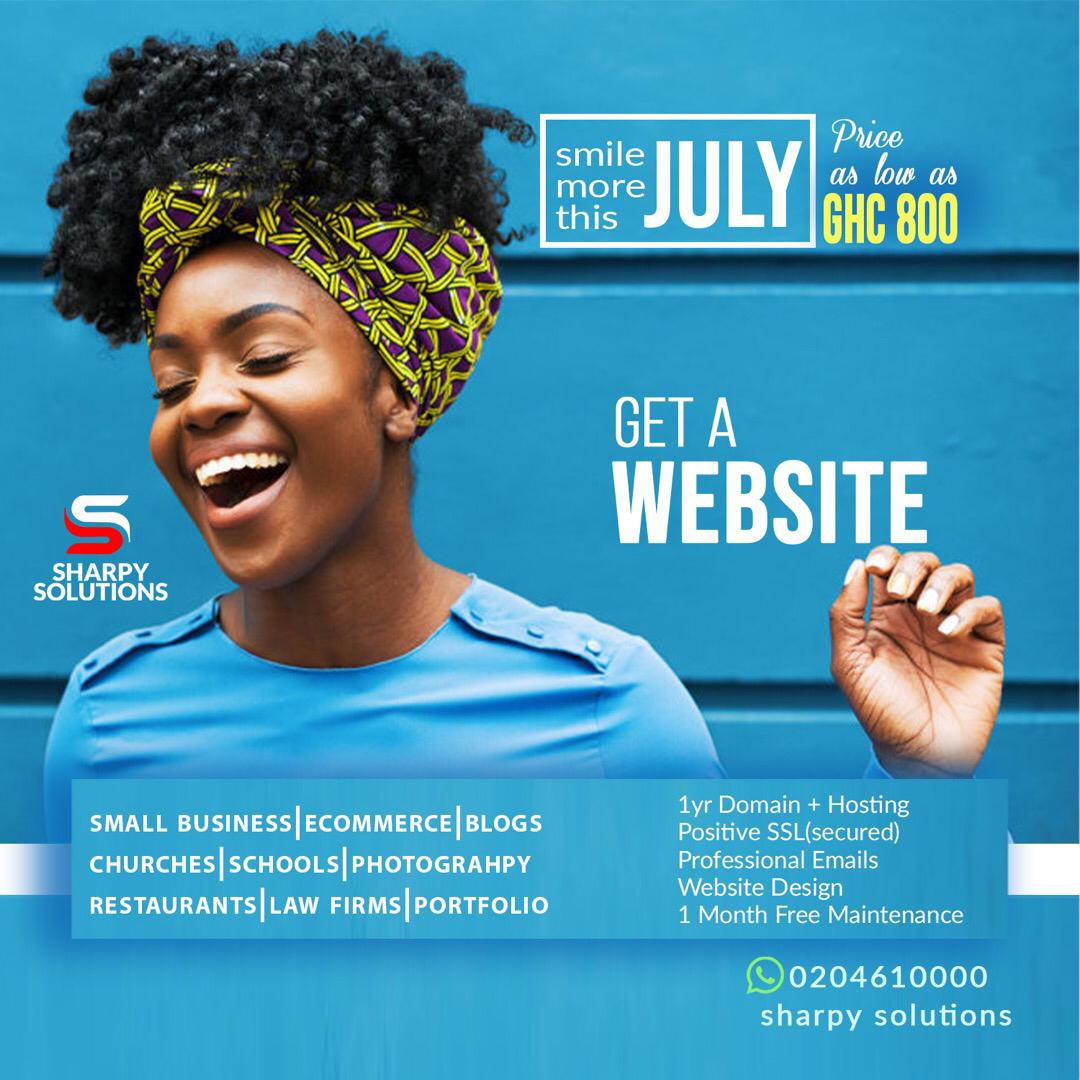 smile
more
this
JULY
Price
as low as
GHC 800
GET A
WEBSITE
SHARPY
SOLUTIONS
SMALL BUSINESS|ECOMMERCE|BLOGS
CHURCHES|SCHOOLS|PHOTOGRAHPY
RESTAURANTS|LAW FIRMS|PORTFOLIO
1yr Domain + Hosting
Positive SSL(secured)
Professional Emails
Website Design
1 Month Free Maintenance
0204610000
sharpy solutions